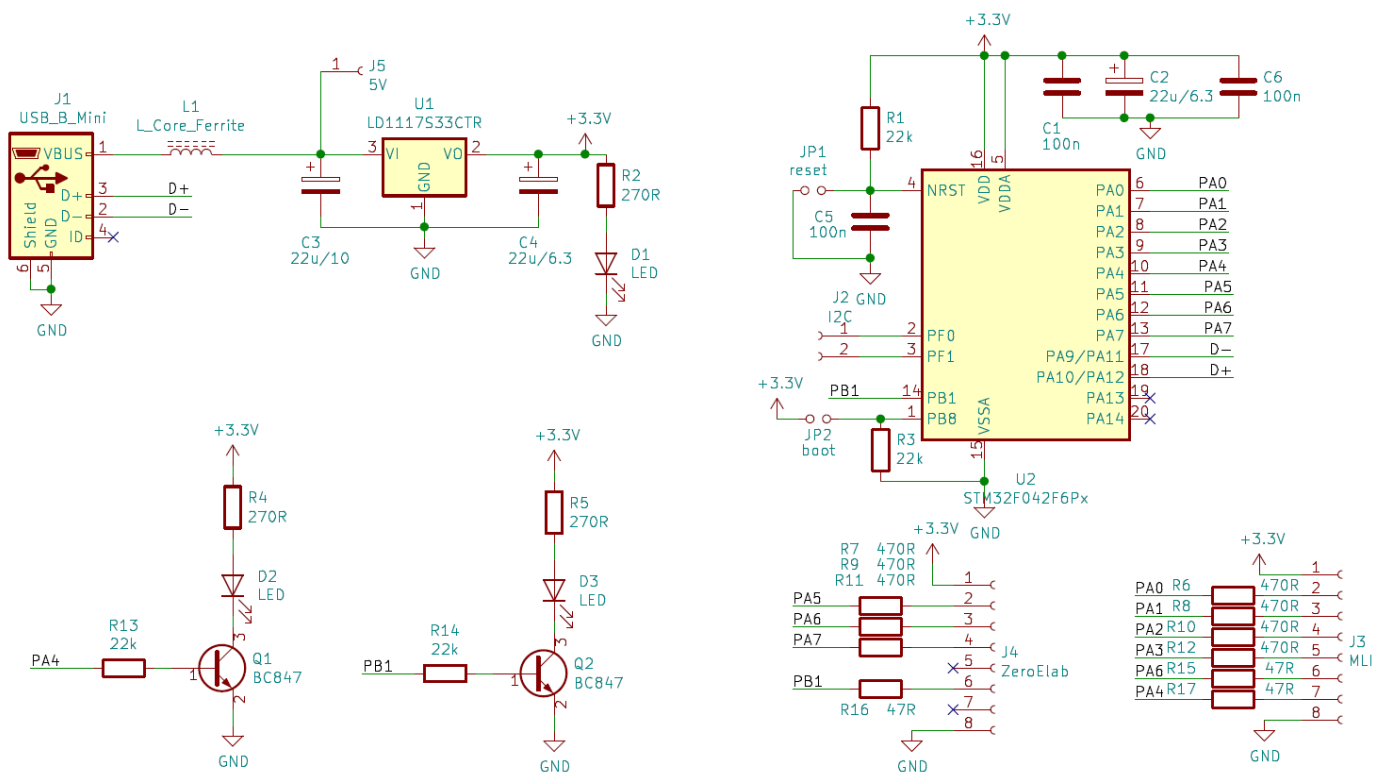 J1
USB_B_Mini
VBUS
D+
D-
ID
Shield
GND
1
3
2
4
6
5
GND
D+
D-
L1
L_Core_Ferrite
1
J5
5V
U1
LD1117S33CTR
3
VI
VO
2
GND
1
+
C3
22u/10
GND
+
C4
22u/6.3
+3.3V
R2
270R
D1
LED
GND
+3.3V
R1
22k
JP1
reset
C5
100n
GND
+
C1
100n
C2
22u/6.3
C6
100n
GND
J2
I2C
1
2
+3.3V
JP2
boot
R3
22k
PB1
4
NRST
2
PF0
3
PF1
14
PB1
1
PB8
16
VDD
5
VDDA
VSSA
15
PA0
6
PA0
PA1
7
PA1
PA2
8
PA2
PA3
9
PA3
PA4
10
PA4
PA5
11
PA5
PA6
12
PA6
PA7
13
PA7
PA9/PA11
17
D-
PA10/PA12
18
D+
PA13
19
PA14
20
U2
STM32F042F6Px
GND
+3.3V
R4
270R
D2
LED
R13
22k
PA4
1
3
2
Q1
BC847
GND
+3.3V
R5
270R
D3
LED
R14
22k
PB1
1
3
2
Q2
BC847
GND
+3.3V
R7 470R
R9 470R
R11 470R
PA5
PA6
PA7
PB1
R16 47R
1
2
3
4
5
6
7
8
J4
ZeroElab
GND
+3.3V
PA0 R6 470R
PA1 R8 470R
PA2 R10 470R
PA3 R12 470R
PA6 R15 47R
PA4 R17 47R
1
2
3
4
5
6
7
8
J3
MLI
GND